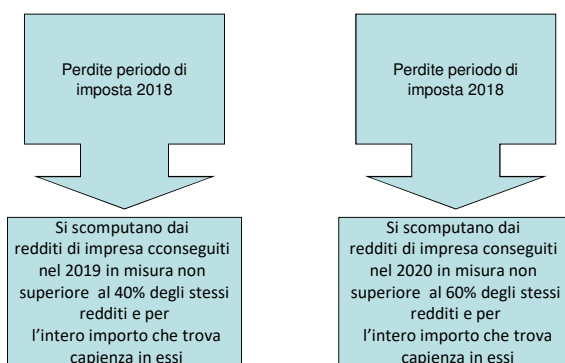 Perdite periodo di
imposta 2018
Si scomputano dai
redditi di impresa cconseguiti
nel 2019 in misura non
superiore al 40% degli stessi
redditi e per
l'intero importo che trova
capienza in essi
Perdite periodo di
imposta 2018
Si scomputano dai
redditi di impresa conseguiti
nel 2020 in misura non
superiore al 60% degli stessi
redditi e per
l'intero importo che trova
capienza in essi